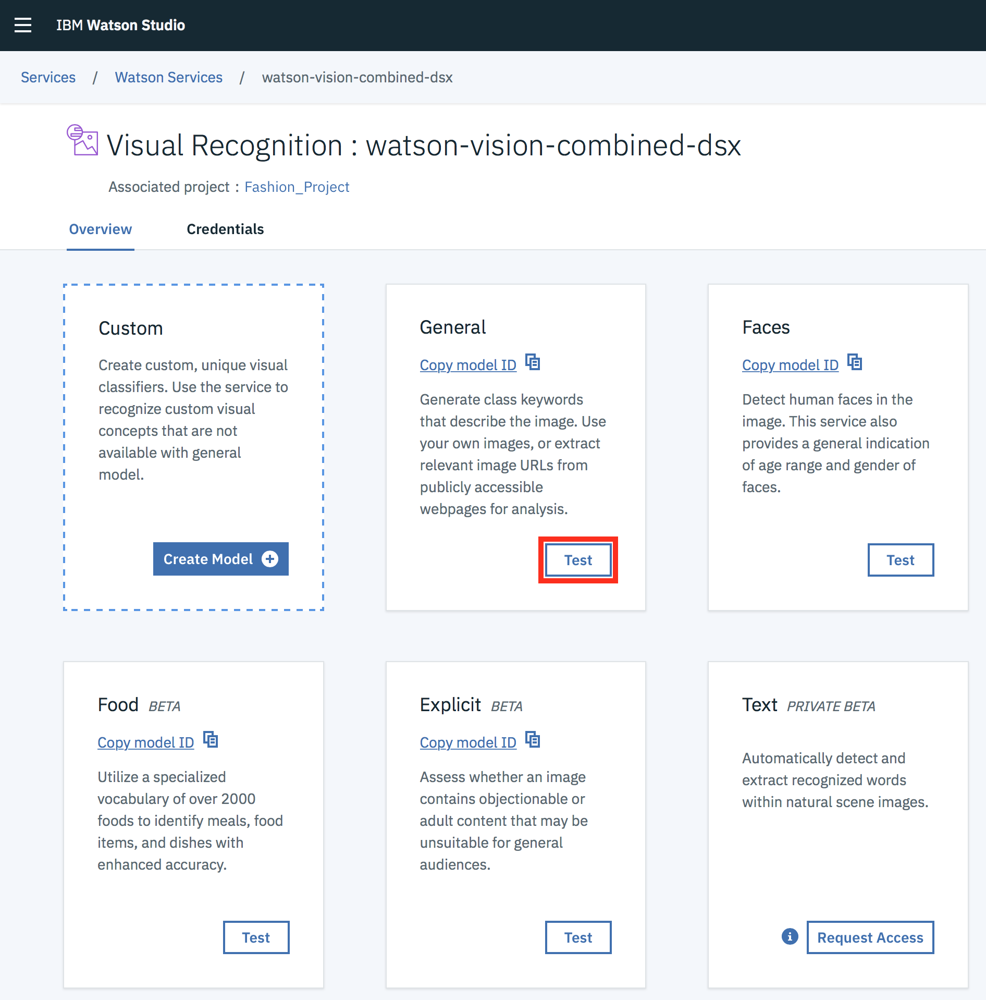 IBM Watson Studio
Services / Watson Services / watson-vision-combined-dsx
Visual Recognition : watson-vision-combined-dsx
Associated project : Fashion_Project
Overview Credentials
Custom
Create custom, unique visual
classifiers. Use the service to
recognize custom visual
concepts that are not
available with general
model.
Create Model
General
Copy model ID
Generate class keywords
that describe the image. Use
your own images, or extract
relevant image URLs from
publicly accessible
webpages for analysis.
Test
Faces
Copy model ID
Detect human faces in the
image. This service also
provides a general indication
of age range and gender of
faces.
Test
Food BETA
Copy model ID
Utilize a specialized
vocabulary of over 2000
foods to identify meals, food
items, and dishes with
enhanced accuracy.
Test
Explicit BETA
Copy model ID
Assess whether an image
contains objectionable or
adult content that may be
unsuitable for general
audiences.
Test
Text PRIVATE BETA
Automatically detect and
extract recognized words
within natural scene images.
Request Access